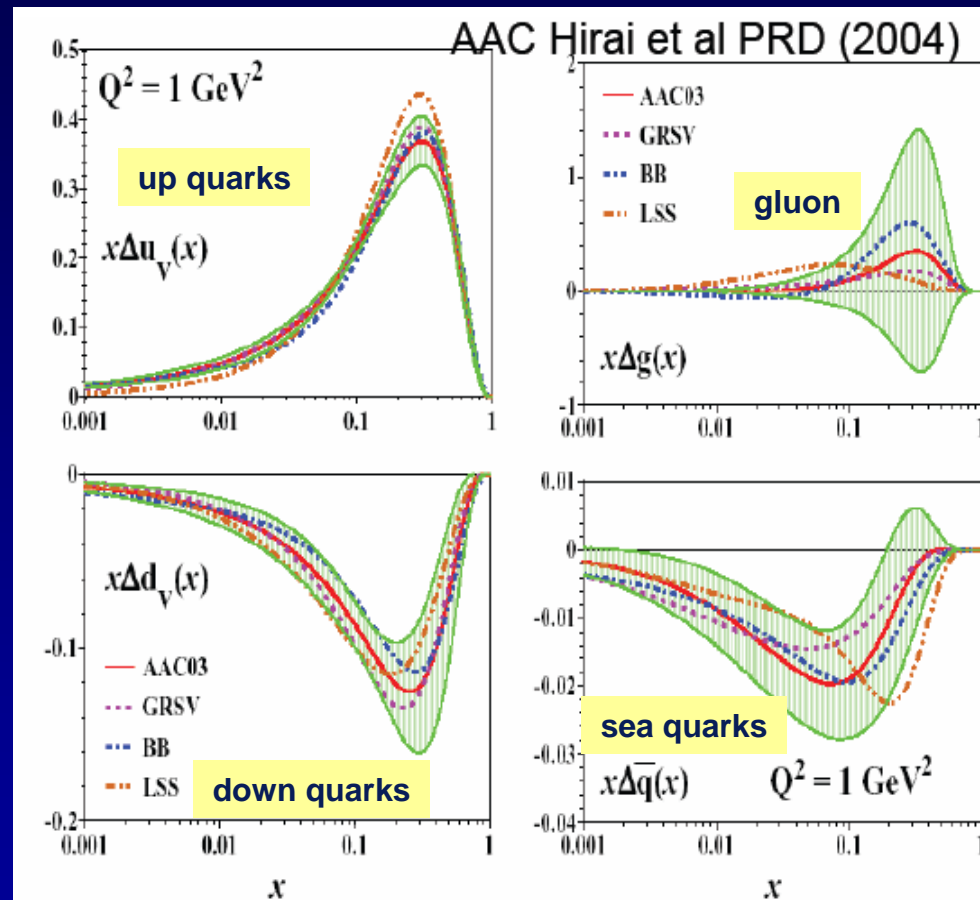 AAC Hirai et al PRD (2004)
0.5
Q² = 1 GeV²
0.4
up quarks
0.3
xΔu_v(x)
0.2
0.1
0
0.001 0.01 0.1 1
2
AAC03
GRSV
BB
LSS
1
gluon
0
xΔg(x)
-1
0.001 0.01 0.1 1
0
xΔd_v(x)
-0.1
AAC03
GRSV
BB
LSS
down quarks
-0.2
0.001 0.01 0.1 1
x
0.01
0
-0.01
-0.02
sea quarks
-0.03
xΔq̅(x) Q² = 1 GeV²
-0.04
0.001 0.01 0.1 1
x